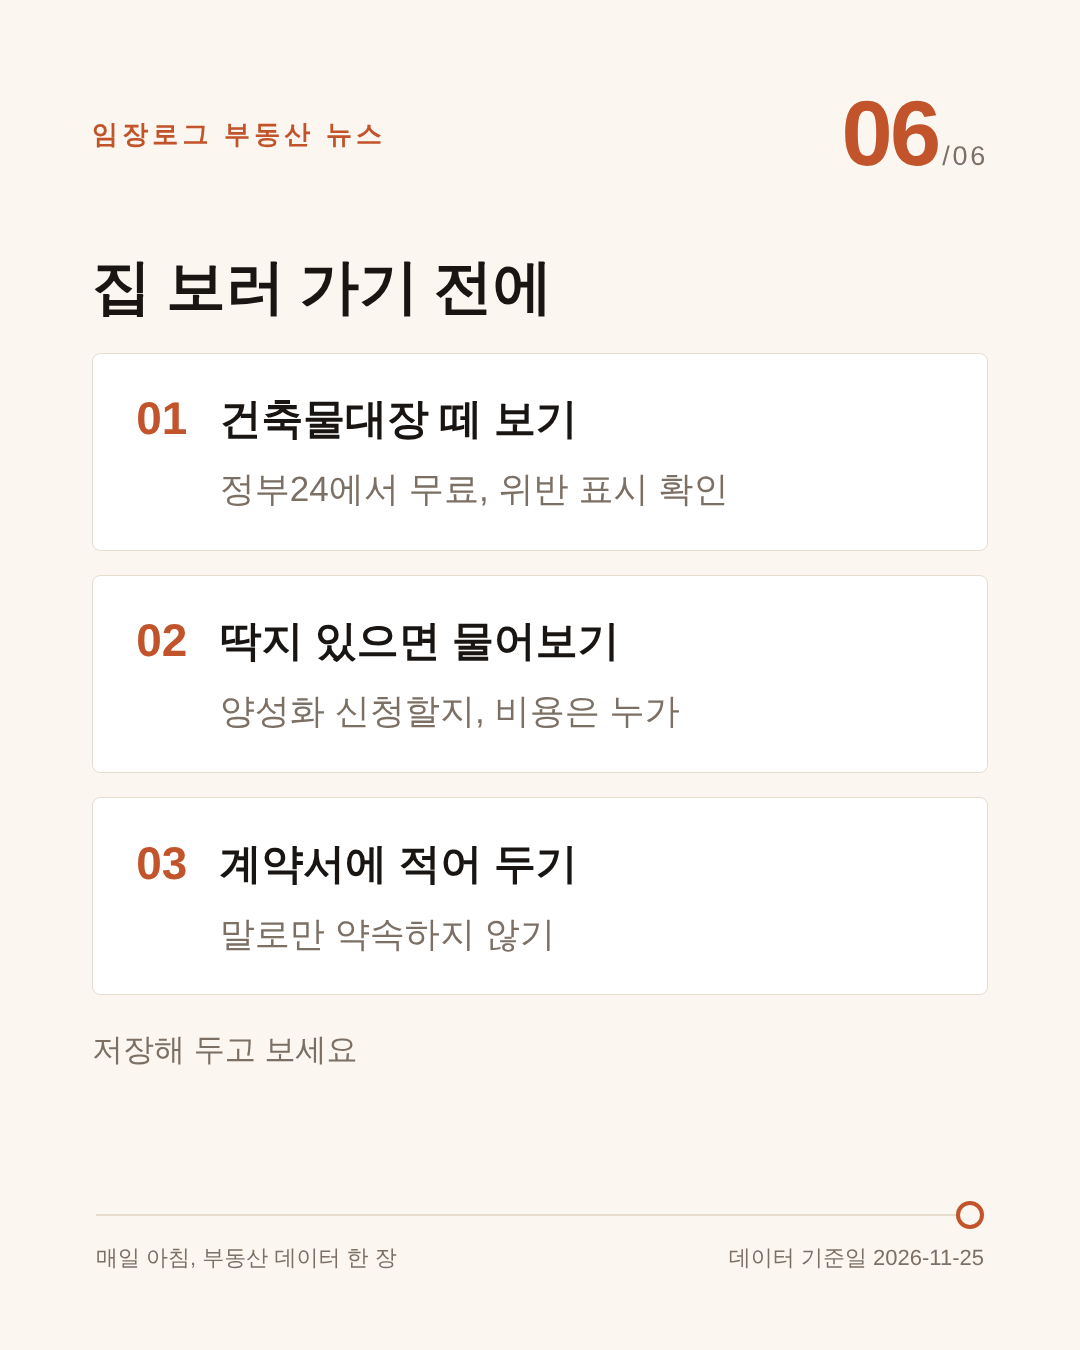 임장로그 부동산 뉴스
06/06
집 보러 가기 전에
01 건축물대장 떼 보기
정부24에서 무료, 위반 표시 확인
02 딱지 있으면 물어보기
양성화 신청할지, 비용은 누가
03 계약서에 적어 두기
말로만 약속하지 않기
저장해 두고 보세요
매일 아침, 부동산 데이터 한 장
데이터 기준일 2026-11-25